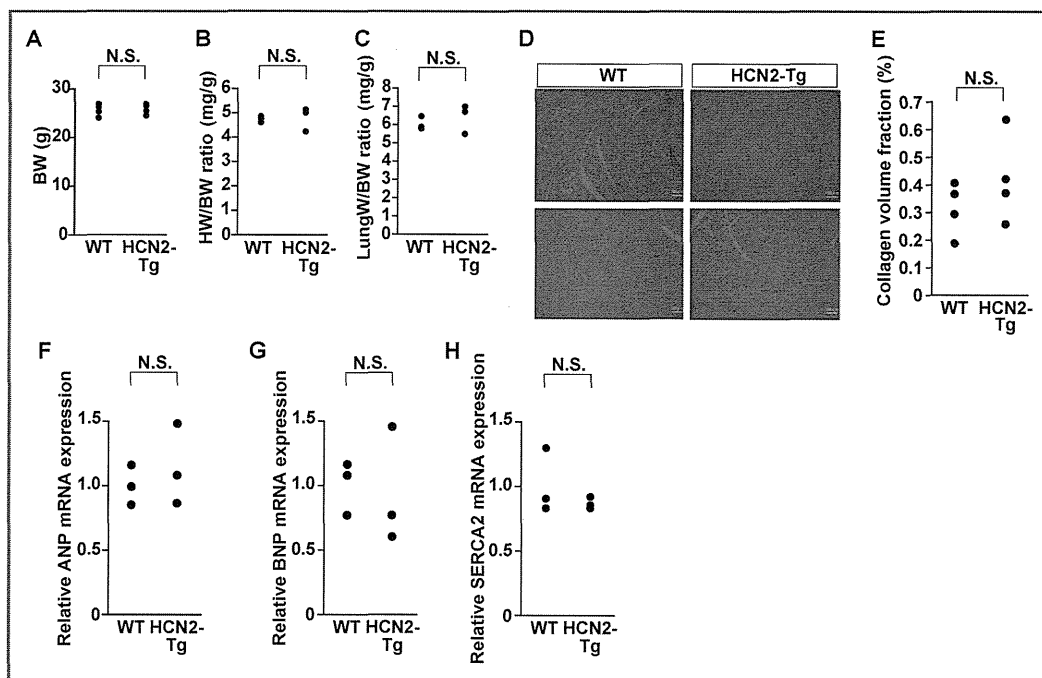 A
N.S.
BW (g)
30
20
10
0
WT HCN2-
Tg
B
N.S.
HW/BW ratio (mg/g)
6
5
4
3
2
1
0
WT HCN2-
Tg
C
N.S.
LungW/BW ratio (mg/g)
8
7
6
5
4
3
2
1
0
WT HCN2-
Tg
D
WT
HCN2-Tg
E
N.S.
Collagen volume fraction (%)
0.7
0.6
0.5
0.4
0.3
0.2
0.1
0
WT HCN2-
Tg
F
N.S.
Relative ANP mRNA expression
1.5
1.0
0.5
0
WT HCN2-
Tg
G
N.S.
Relative BNP mRNA expression
1.5
1.0
0.5
0
WT HCN2-
Tg
H
N.S.
Relative SERCA2 mRNA expression
1.5
1.0
0.5
0
WT HCN2-
Tg